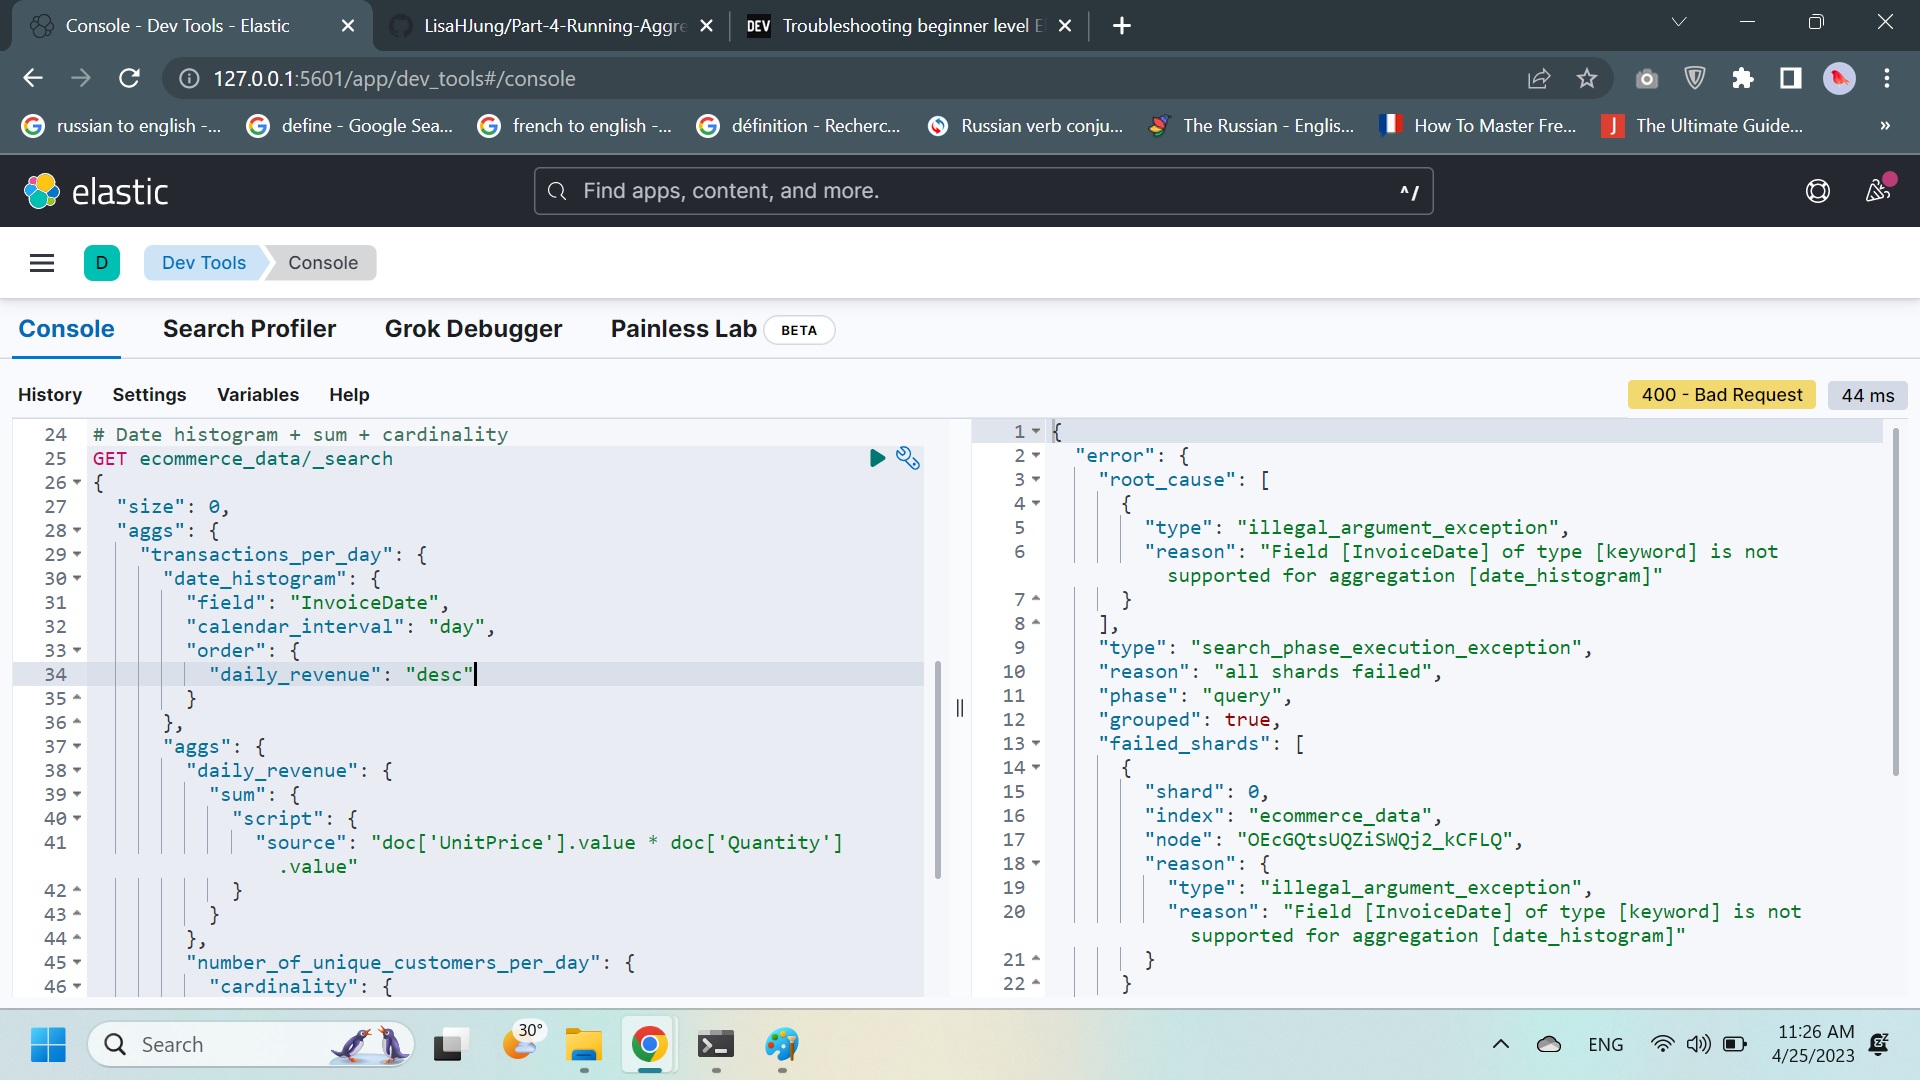 Console - Dev Tools - Elastic
LisaHJung/Part-4-Running-Aggre
DEV
Troubleshooting beginner level E
127.0.0.1:5601/app/dev_tools#/console
russian to english -...
define - Google Sea...
french to english -...
définition - Recherc...
Russian verb conju...
The Russian - Englis...
How To Master Fre...
J
The Ultimate Guide...
»
elastic
Find apps, content, and more.
^/
D
Dev Tools
Console
Console
Search Profiler
Grok Debugger
Painless Lab
BETA
History
Settings
Variables
Help
400 - Bad Request
44 ms
24 # Date histogram + sum + cardinality
25 GET ecommerce_data/_search
26 {
27 "size": 0,
28 "aggs": {
29 "transactions_per_day": {
30 "date_histogram": {
31 "field": "InvoiceDate",
32 "calendar_interval": "day",
33 "order": {
34 "daily_revenue": "desc"
35 }
36 },
37 "aggs": {
38 "daily_revenue": {
39 "sum": {
40 "script": {
41 "source": "doc['UnitPrice'].value * doc['Quantity']
.value"
42 }
43 }
44 },
45 "number_of_unique_customers_per_day": {
46 "cardinality": {
1 {
2 "error": {
3 "root_cause": [
4 {
5 "type": "illegal_argument_exception",
6 "reason": "Field [InvoiceDate] of type [keyword] is not
supported for aggregation [date_histogram]"
7 }
8 ],
9 "type": "search_phase_execution_exception",
10 "reason": "all shards failed",
11 "phase": "query",
12 "grouped": true,
13 "failed_shards": [
14 {
15 "shard": 0,
16 "index": "ecommerce_data",
17 "node": "OEcGQtsUQZiSWQj2_kCFLQ",
18 "reason": {
19 "type": "illegal_argument_exception",
20 "reason": "Field [InvoiceDate] of type [keyword] is not
supported for aggregation [date_histogram]"
21 }
22 }
Search
30°
ENG
11:26 AM
4/25/2023